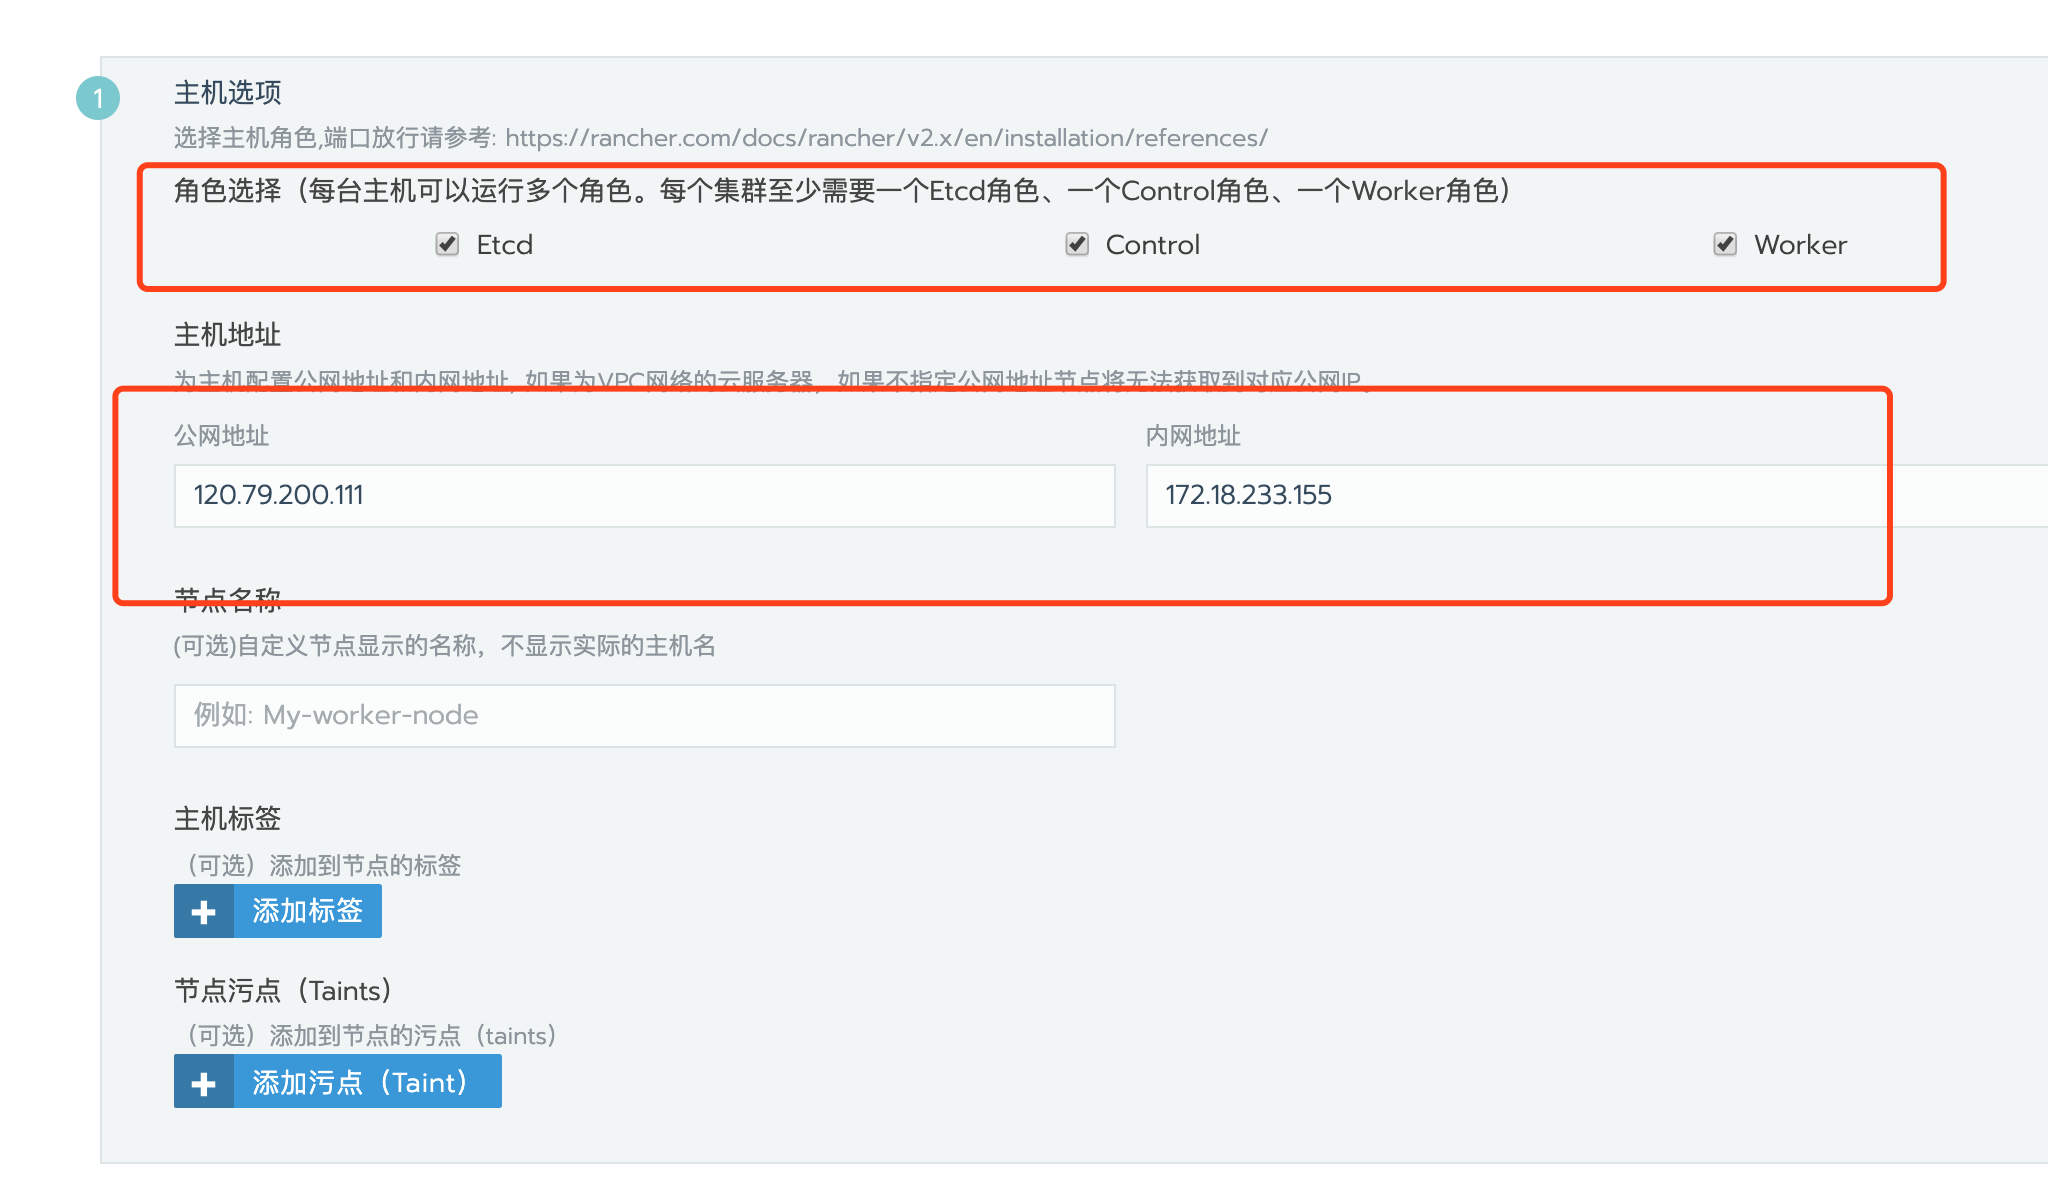 1
主机选项
选择主机角色,端口放行请参考: https://rancher.com/docs/rancher/v2.x/en/installation/references/
角色选择（每台主机可以运行多个角色。每个集群至少需要一个Etcd角色、一个Control角色、一个Worker角色）
Etcd Control Worker
主机地址
为主机配置公网地址和内网地址, 如果为VPC网络的云服务器，如果不指定公网地址节点将无法获取到对应公网IP。
公网地址 内网地址
120.79.200.111 172.18.233.155
节点名称
(可选)自定义节点显示的名称，不显示实际的主机名
例如: My-worker-node
主机标签
（可选）添加到节点的标签
添加标签
节点污点（Taints）
（可选）添加到节点的污点（taints）
添加污点（Taint）